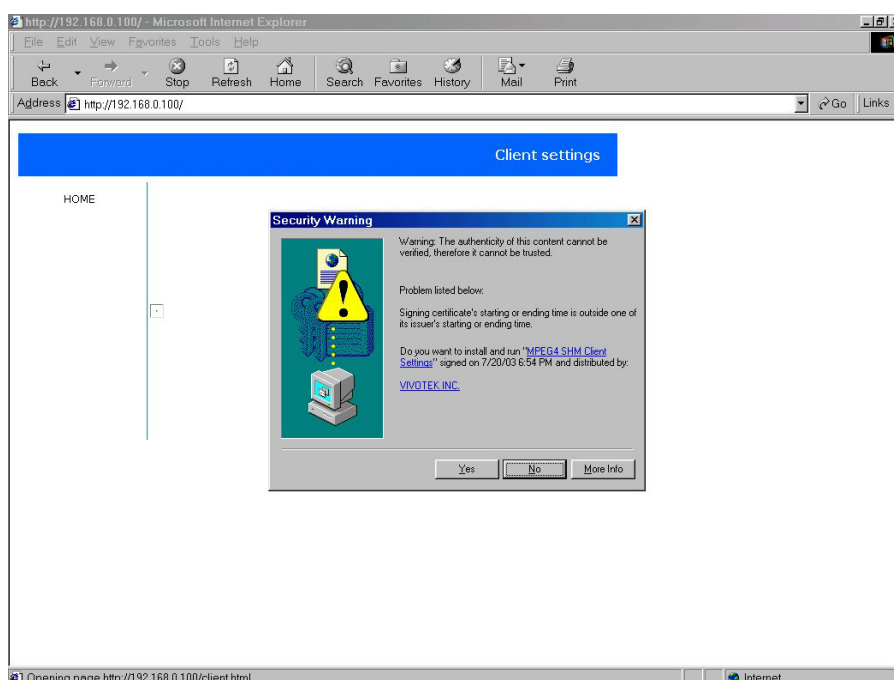 http://192.168.0.100/ - Microsoft Internet Explorer
File Edit View Favorites Tools Help
Back Forward Stop Refresh Home Search Favorites History Mail Print
Address http://192.168.0.100/ Go Links
Client settings
HOME
Security Warning
Warning: The authenticity of this content cannot be
verified, therefore it cannot be trusted.
Problem listed below:
Signing certificate's starting or ending time is outside one of
its issuer's starting or ending time.
Do you want to install and run "MPEG4 SHM Client
Settings" signed on 7/20/03 6:54 PM and distributed by:
VIVOTEK INC.
Yes No More Info
Opening page http://192.168.0.100/client.html Internet